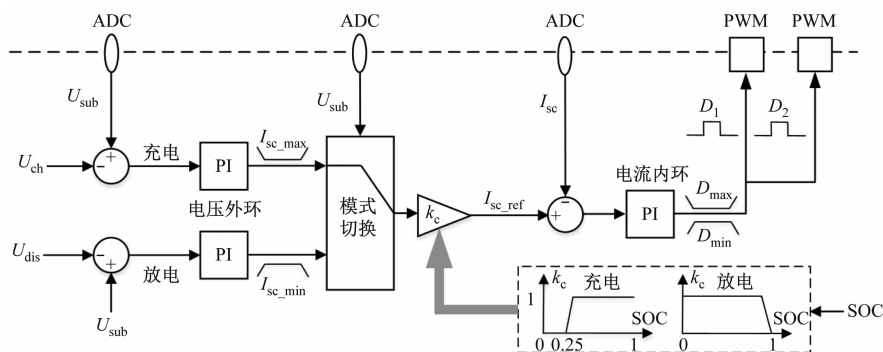 ADC
ADC
ADC
PWM
PWM
U_sub
U_sub
I_sc
D_1
D_2
U_ch
充电
PI
I_sc_max
电压外环
模式
切换
k_c
I_sc_ref
电流内环
PI
D_max
D_min
U_dis
放电
PI
I_sc_min
U_sub
k_c
充电
1
SOC
0
0.25
1
k_c
放电
SOC
0
1
SOC
+
-
-
+
-
+